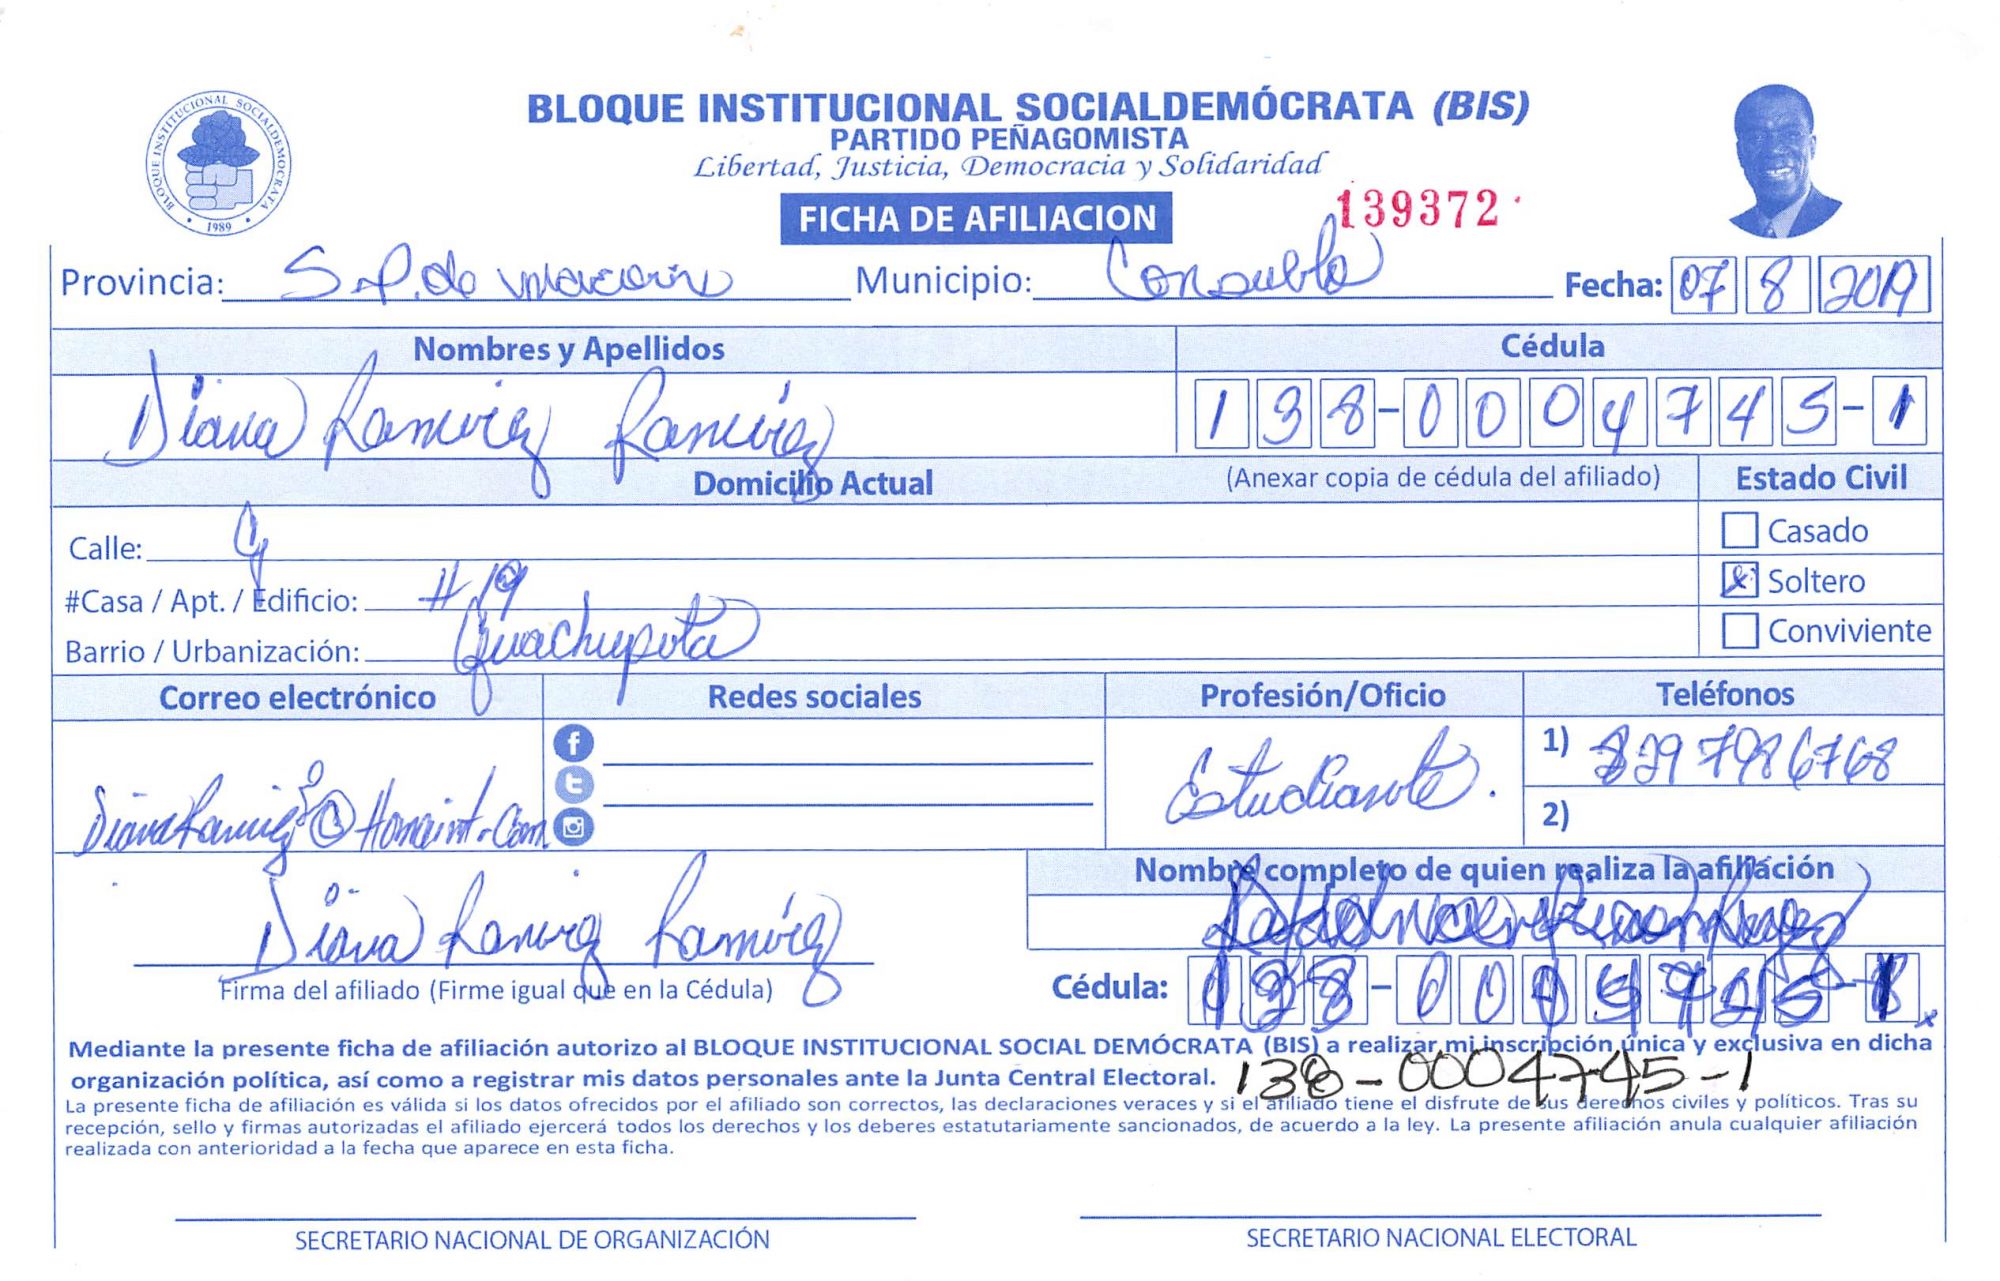 BLOQUE INSTITUCIONAL SOCIALDEMÓCRATA (BIS)
PARTIDO PEÑAGOMISTA
Libertad, Justicia, Democracia y Solidaridad
BLOQUE INSTITUCIONAL SOCIALDEMOCRATA
1989
FICHA DE AFILIACION
139372
Provincia: S.P. de Municipio: Consuelo Fecha: 07 8 2019
Nombres y Apellidos Cédula
Diana Ramirez Ramírez 138-0004745-1
Domicilio Actual (Anexar copia de cédula del afiliado) Estado Civil
Calle: Casado
#Casa / Apt. / Edificio: #19 Soltero
Barrio / Urbanización: Guachupita Conviviente
Correo electrónico Redes sociales Profesión/Oficio Teléfonos
Estudiante. 1) 829 7986768
2)
Nombre completo de quien realiza la afiliación
Diana Ramirez Ramírez
Firma del afiliado (Firme igual que en la Cédula) Cédula:
Mediante la presente ficha de afiliación autorizo al BLOQUE INSTITUCIONAL SOCIAL DEMÓCRATA (BIS) a realizar mi inscripción única y exclusiva en dicha
organización política, así como a registrar mis datos personales ante la Junta Central Electoral. 138-0004745-1
La presente ficha de afiliación es válida si los datos ofrecidos por el afiliado son correctos, las declaraciones veraces y si el afiliado tiene el disfrute de sus derechos civiles y políticos. Tras su
recepción, sello y firmas autorizadas el afiliado ejercerá todos los derechos y los deberes estatutariamente sancionados, de acuerdo a la ley. La presente afiliación anula cualquier afiliación
realizada con anterioridad a la fecha que aparece en esta ficha.
SECRETARIO NACIONAL DE ORGANIZACIÓN SECRETARIO NACIONAL ELECTORAL